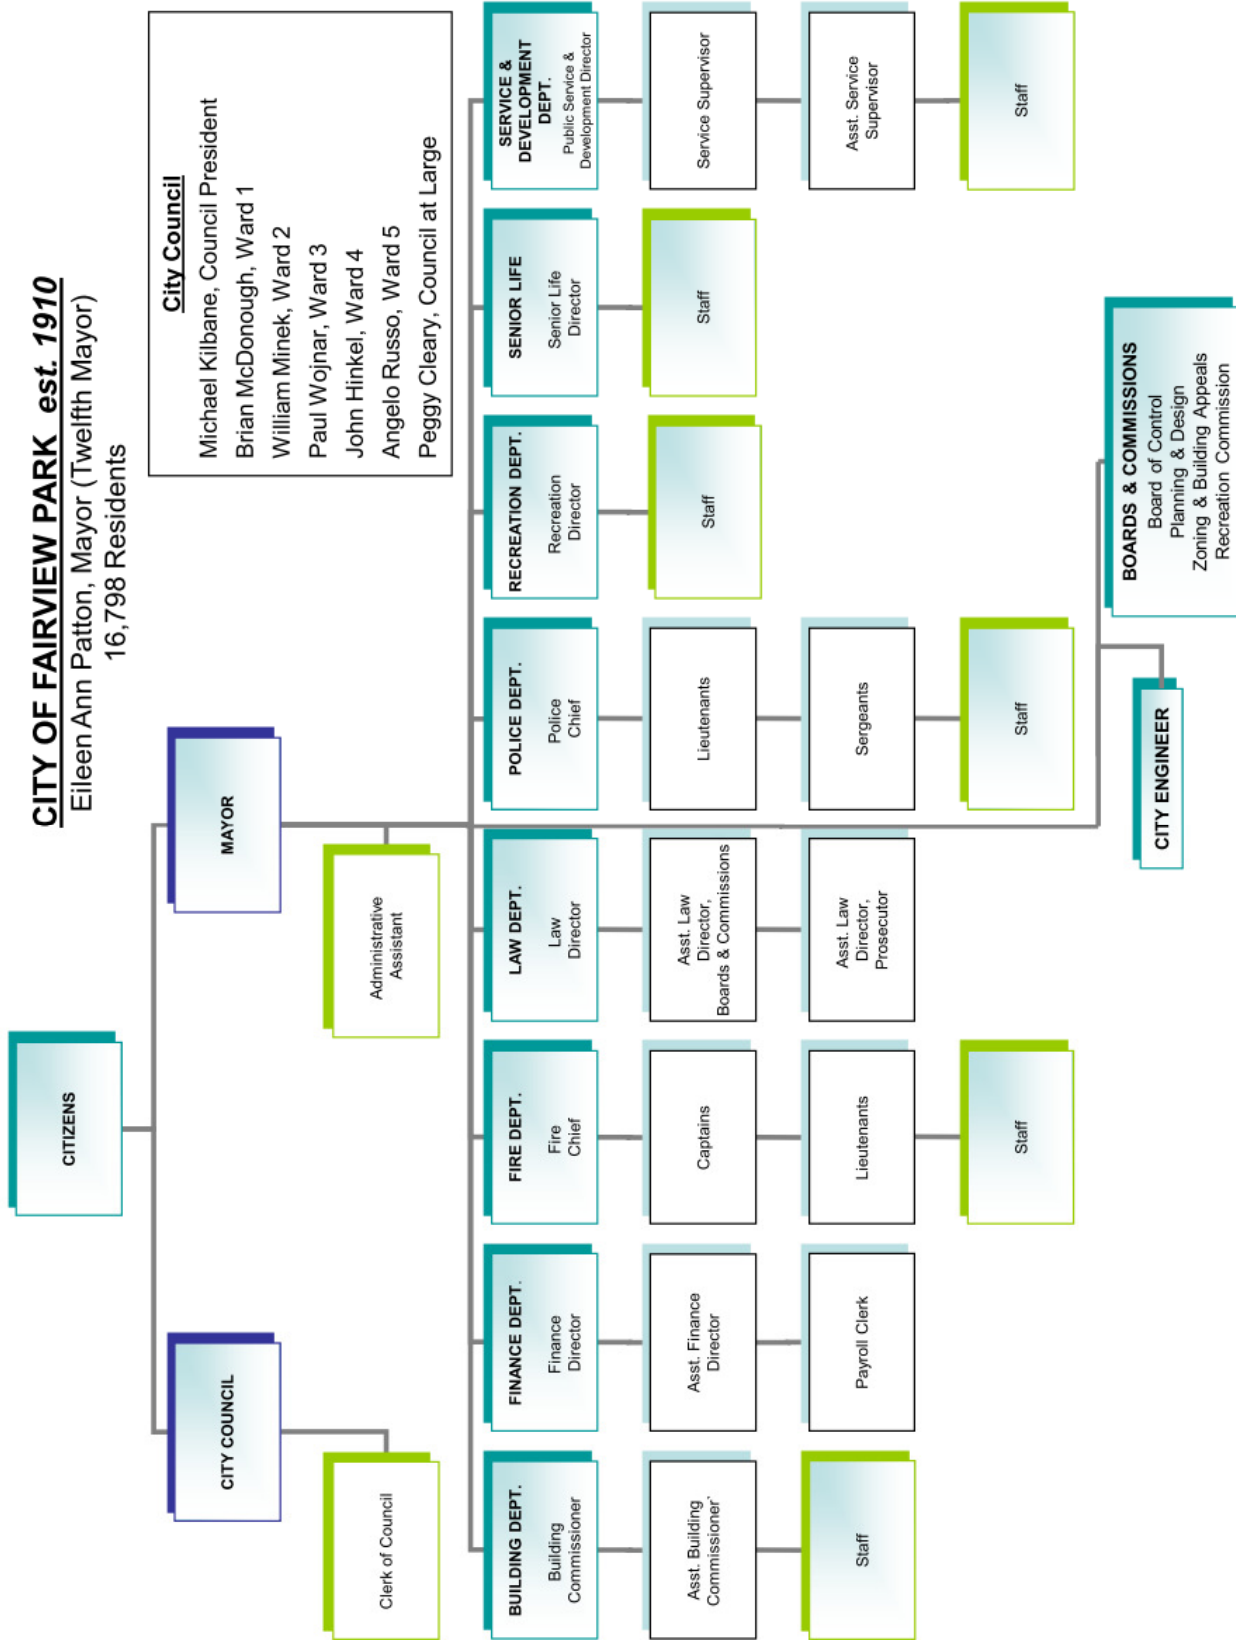 CITY OF FAIRVIEW PARK est. 1910
Eileen Ann Patton, Mayor (Twelfth Mayor)
16,798 Residents
City Council
Michael Kilbane, Council President
Brian McDonough, Ward 1
William Minek, Ward 2
Paul Wojnar, Ward 3
John Hinkel, Ward 4
Angelo Russo, Ward 5
Peggy Cleary, Council at Large
CITIZENS
CITY COUNCIL
MAYOR
Clerk of Council
Administrative
Assistant
BUILDING DEPT.
Building
Commissioner
Asst. Building
Commissioner`
Staff
FINANCE DEPT.
Finance
Director
Asst. Finance
Director
Payroll Clerk
FIRE DEPT.
Fire
Chief
Captains
Lieutenants
Staff
LAW DEPT.
Law
Director
Asst. Law
Director,
Boards & Commissions
Asst. Law
Director,
Prosecutor
POLICE DEPT.
Police
Chief
Lieutenants
Sergeants
Staff
RECREATION DEPT.
Recreation
Director
Staff
SENIOR LIFE
Senior Life
Director
Staff
SERVICE &
DEVELOPMENT
DEPT.
Public Service &
Development Director
Service Supervisor
Asst. Service
Supervisor
Staff
CITY ENGINEER
BOARDS & COMMISSIONS
Board of Control
Planning & Design
Zoning & Building Appeals
Recreation Commission